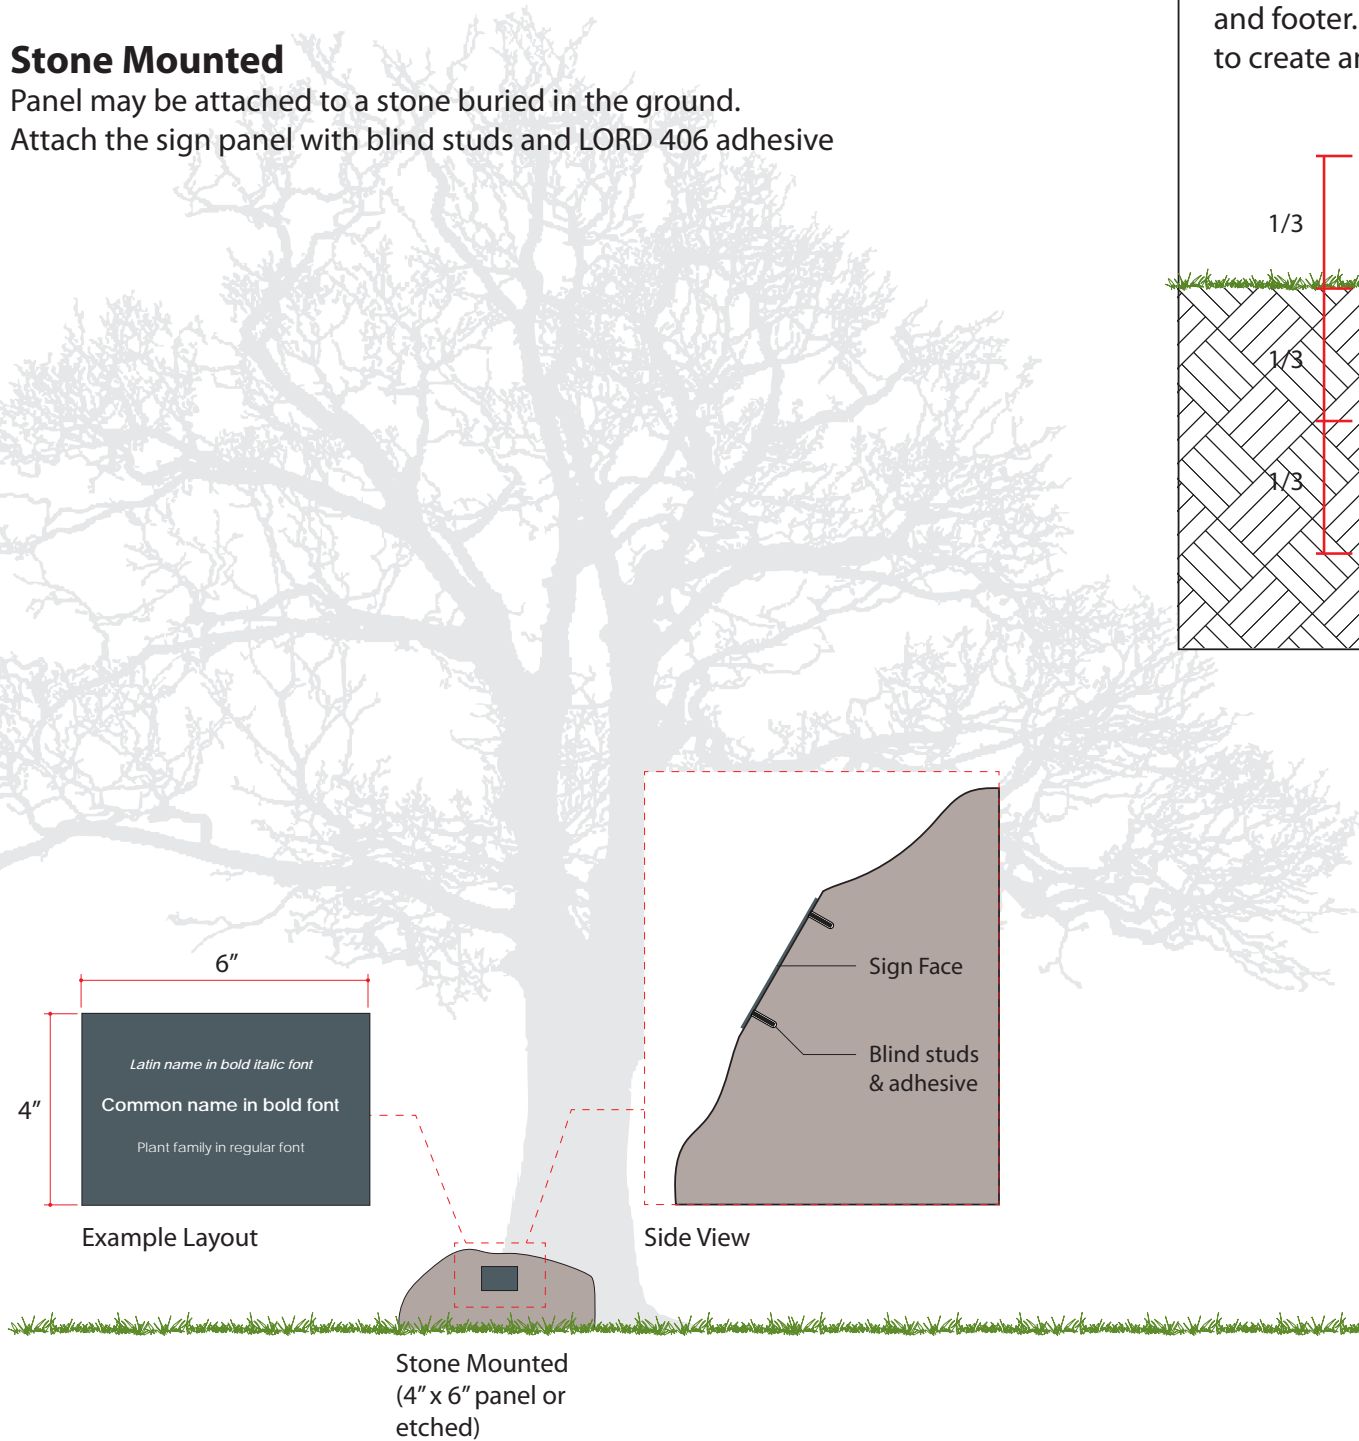 Stone Mounted
Panel may be attached to a stone buried in the ground.
Attach the sign panel with blind studs and LORD 406 adhesive
and footer.
to create
1/3
1/3
1/3
6”
4”
Latin name in bold italic font
Common name in bold font
Plant family in regular font
Example Layout
Sign Face
Blind studs
& adhesive
Side View
Stone Mounted
(4” x 6” panel or
etched)